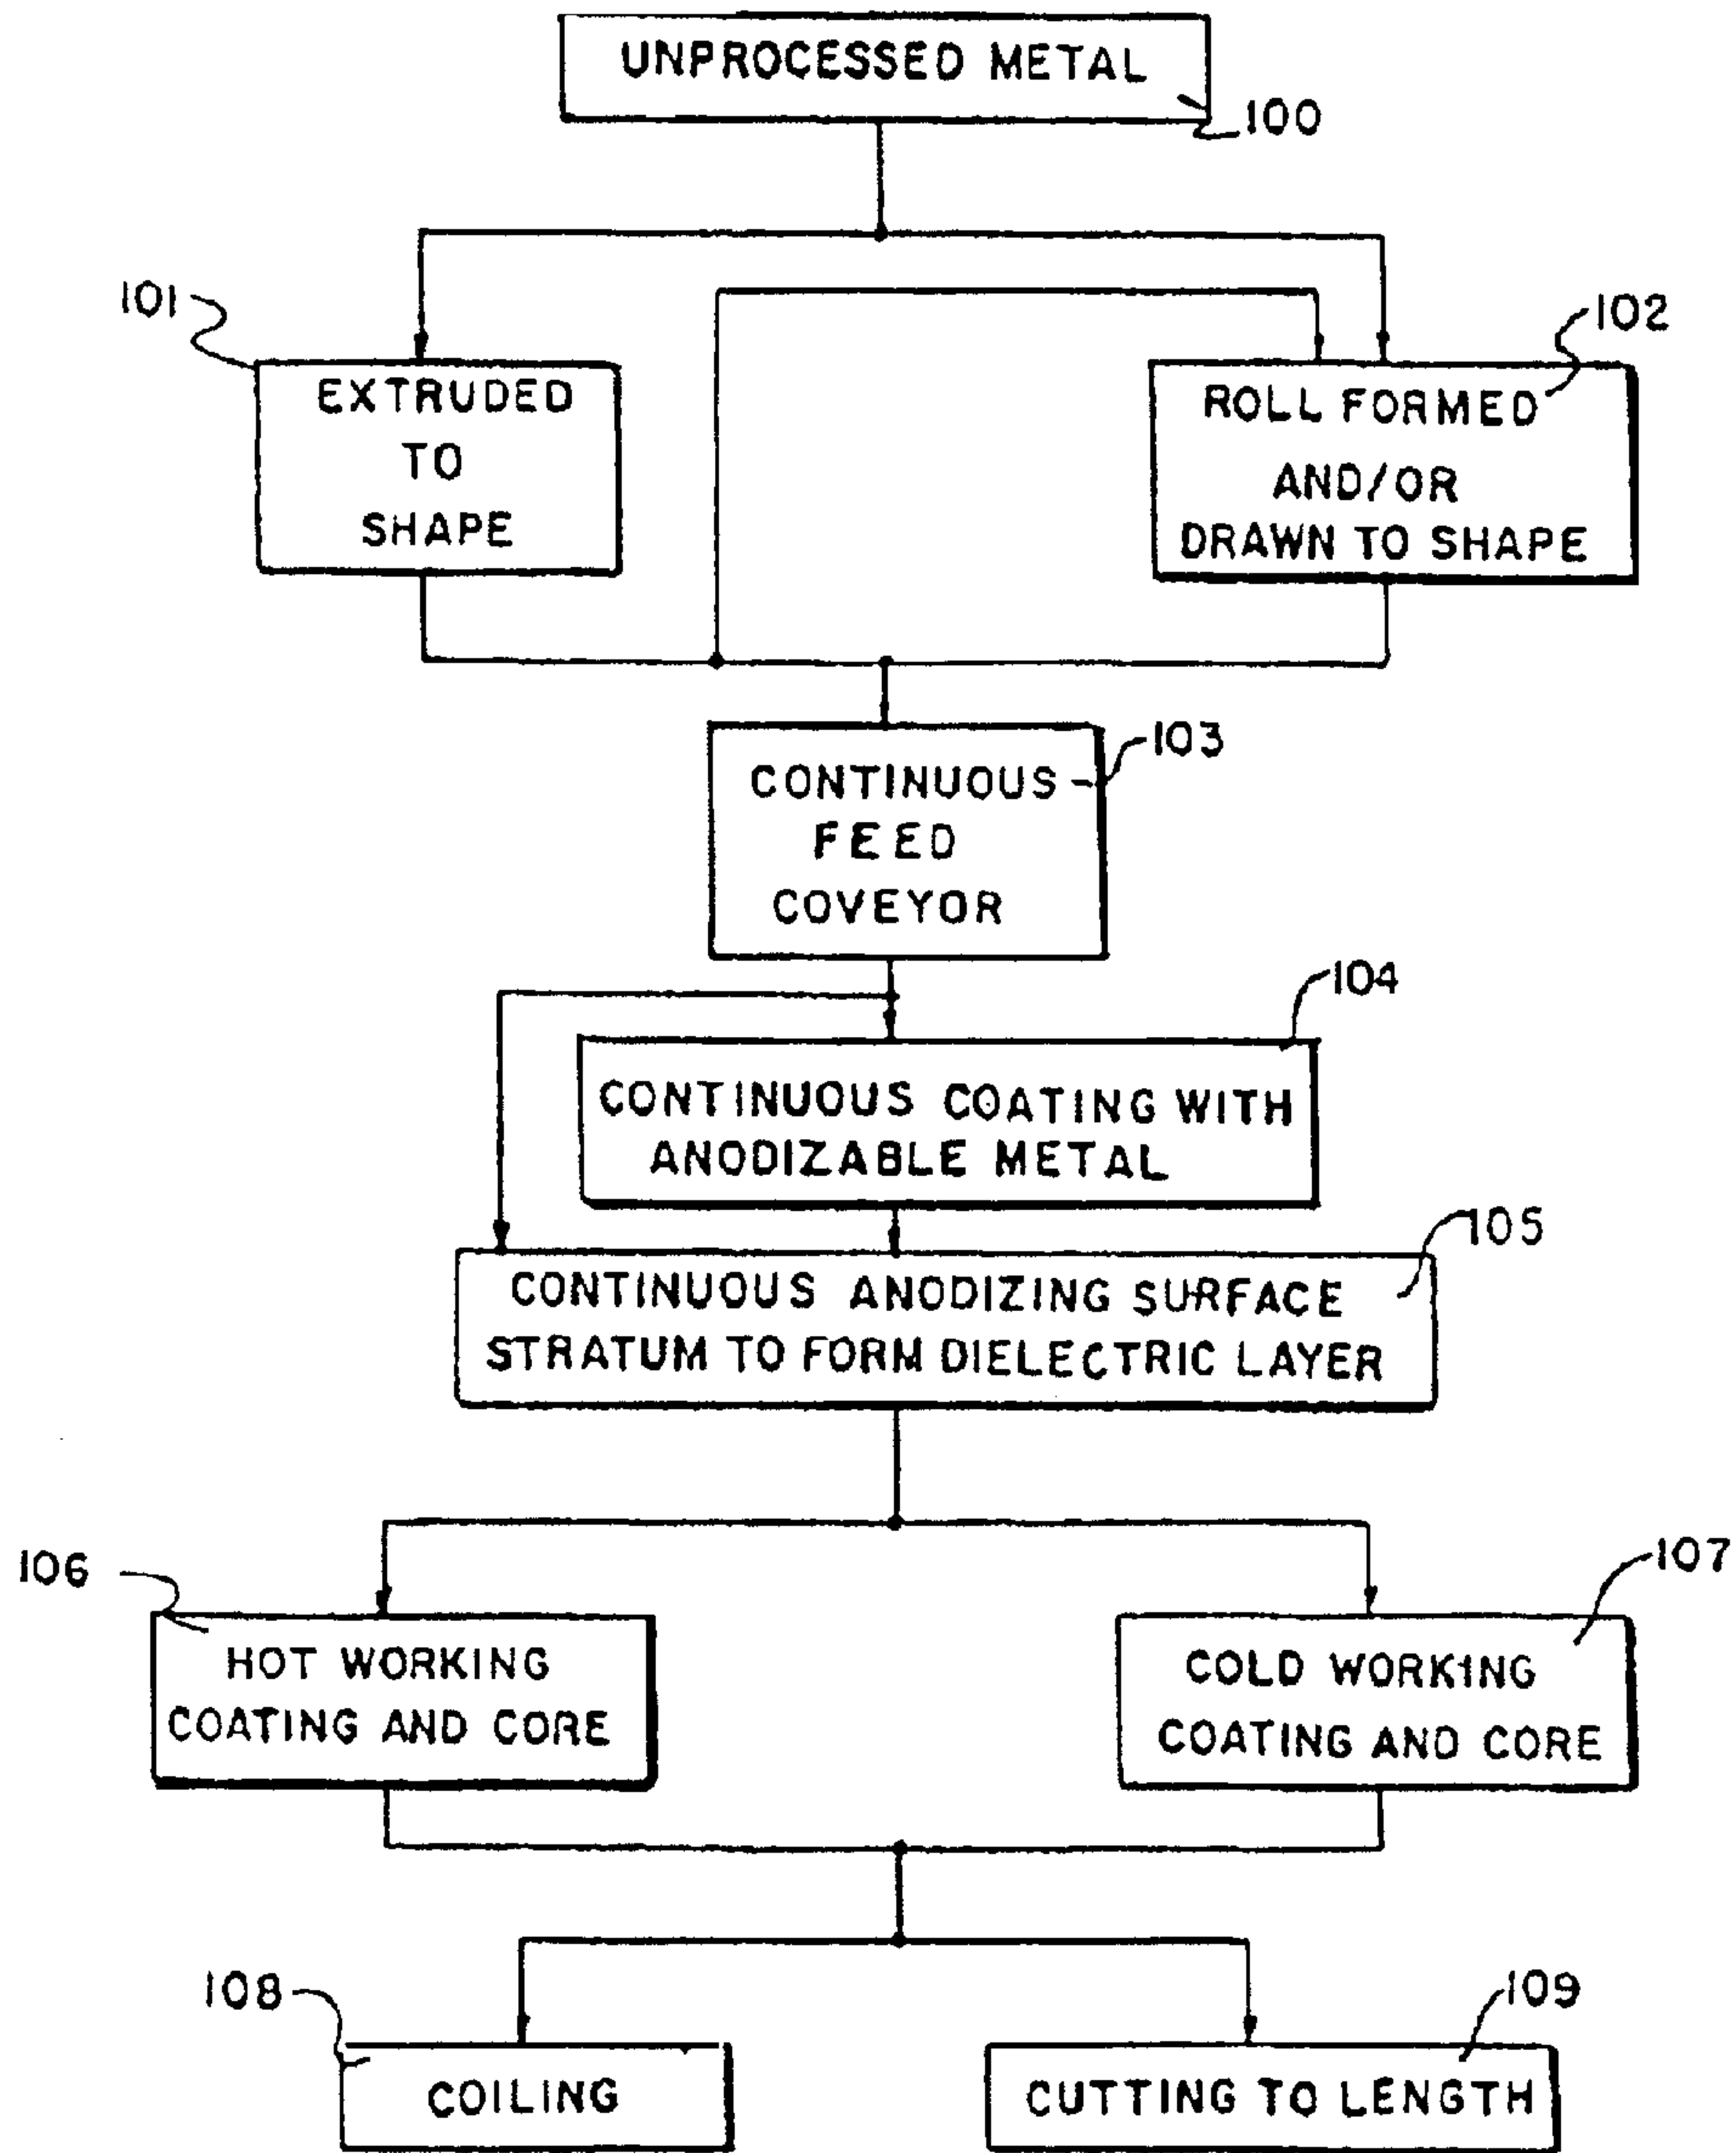 UNPROCESSED METAL
100
101
EXTRUDED
TO
SHAPE
102
ROLL FORMED
AND/OR
DRAWN TO SHAPE
103
CONTINUOUS
FEED
COVEYOR
104
CONTINUOUS COATING WITH
ANODIZABLE METAL
105
CONTINUOUS ANODIZING SURFACE
STRATUM TO FORM DIELECTRIC LAYER
106
HOT WORKING
COATING AND CORE
107
COLD WORKING
COATING AND CORE
108
COILING
109
CUTTING TO LENGTH